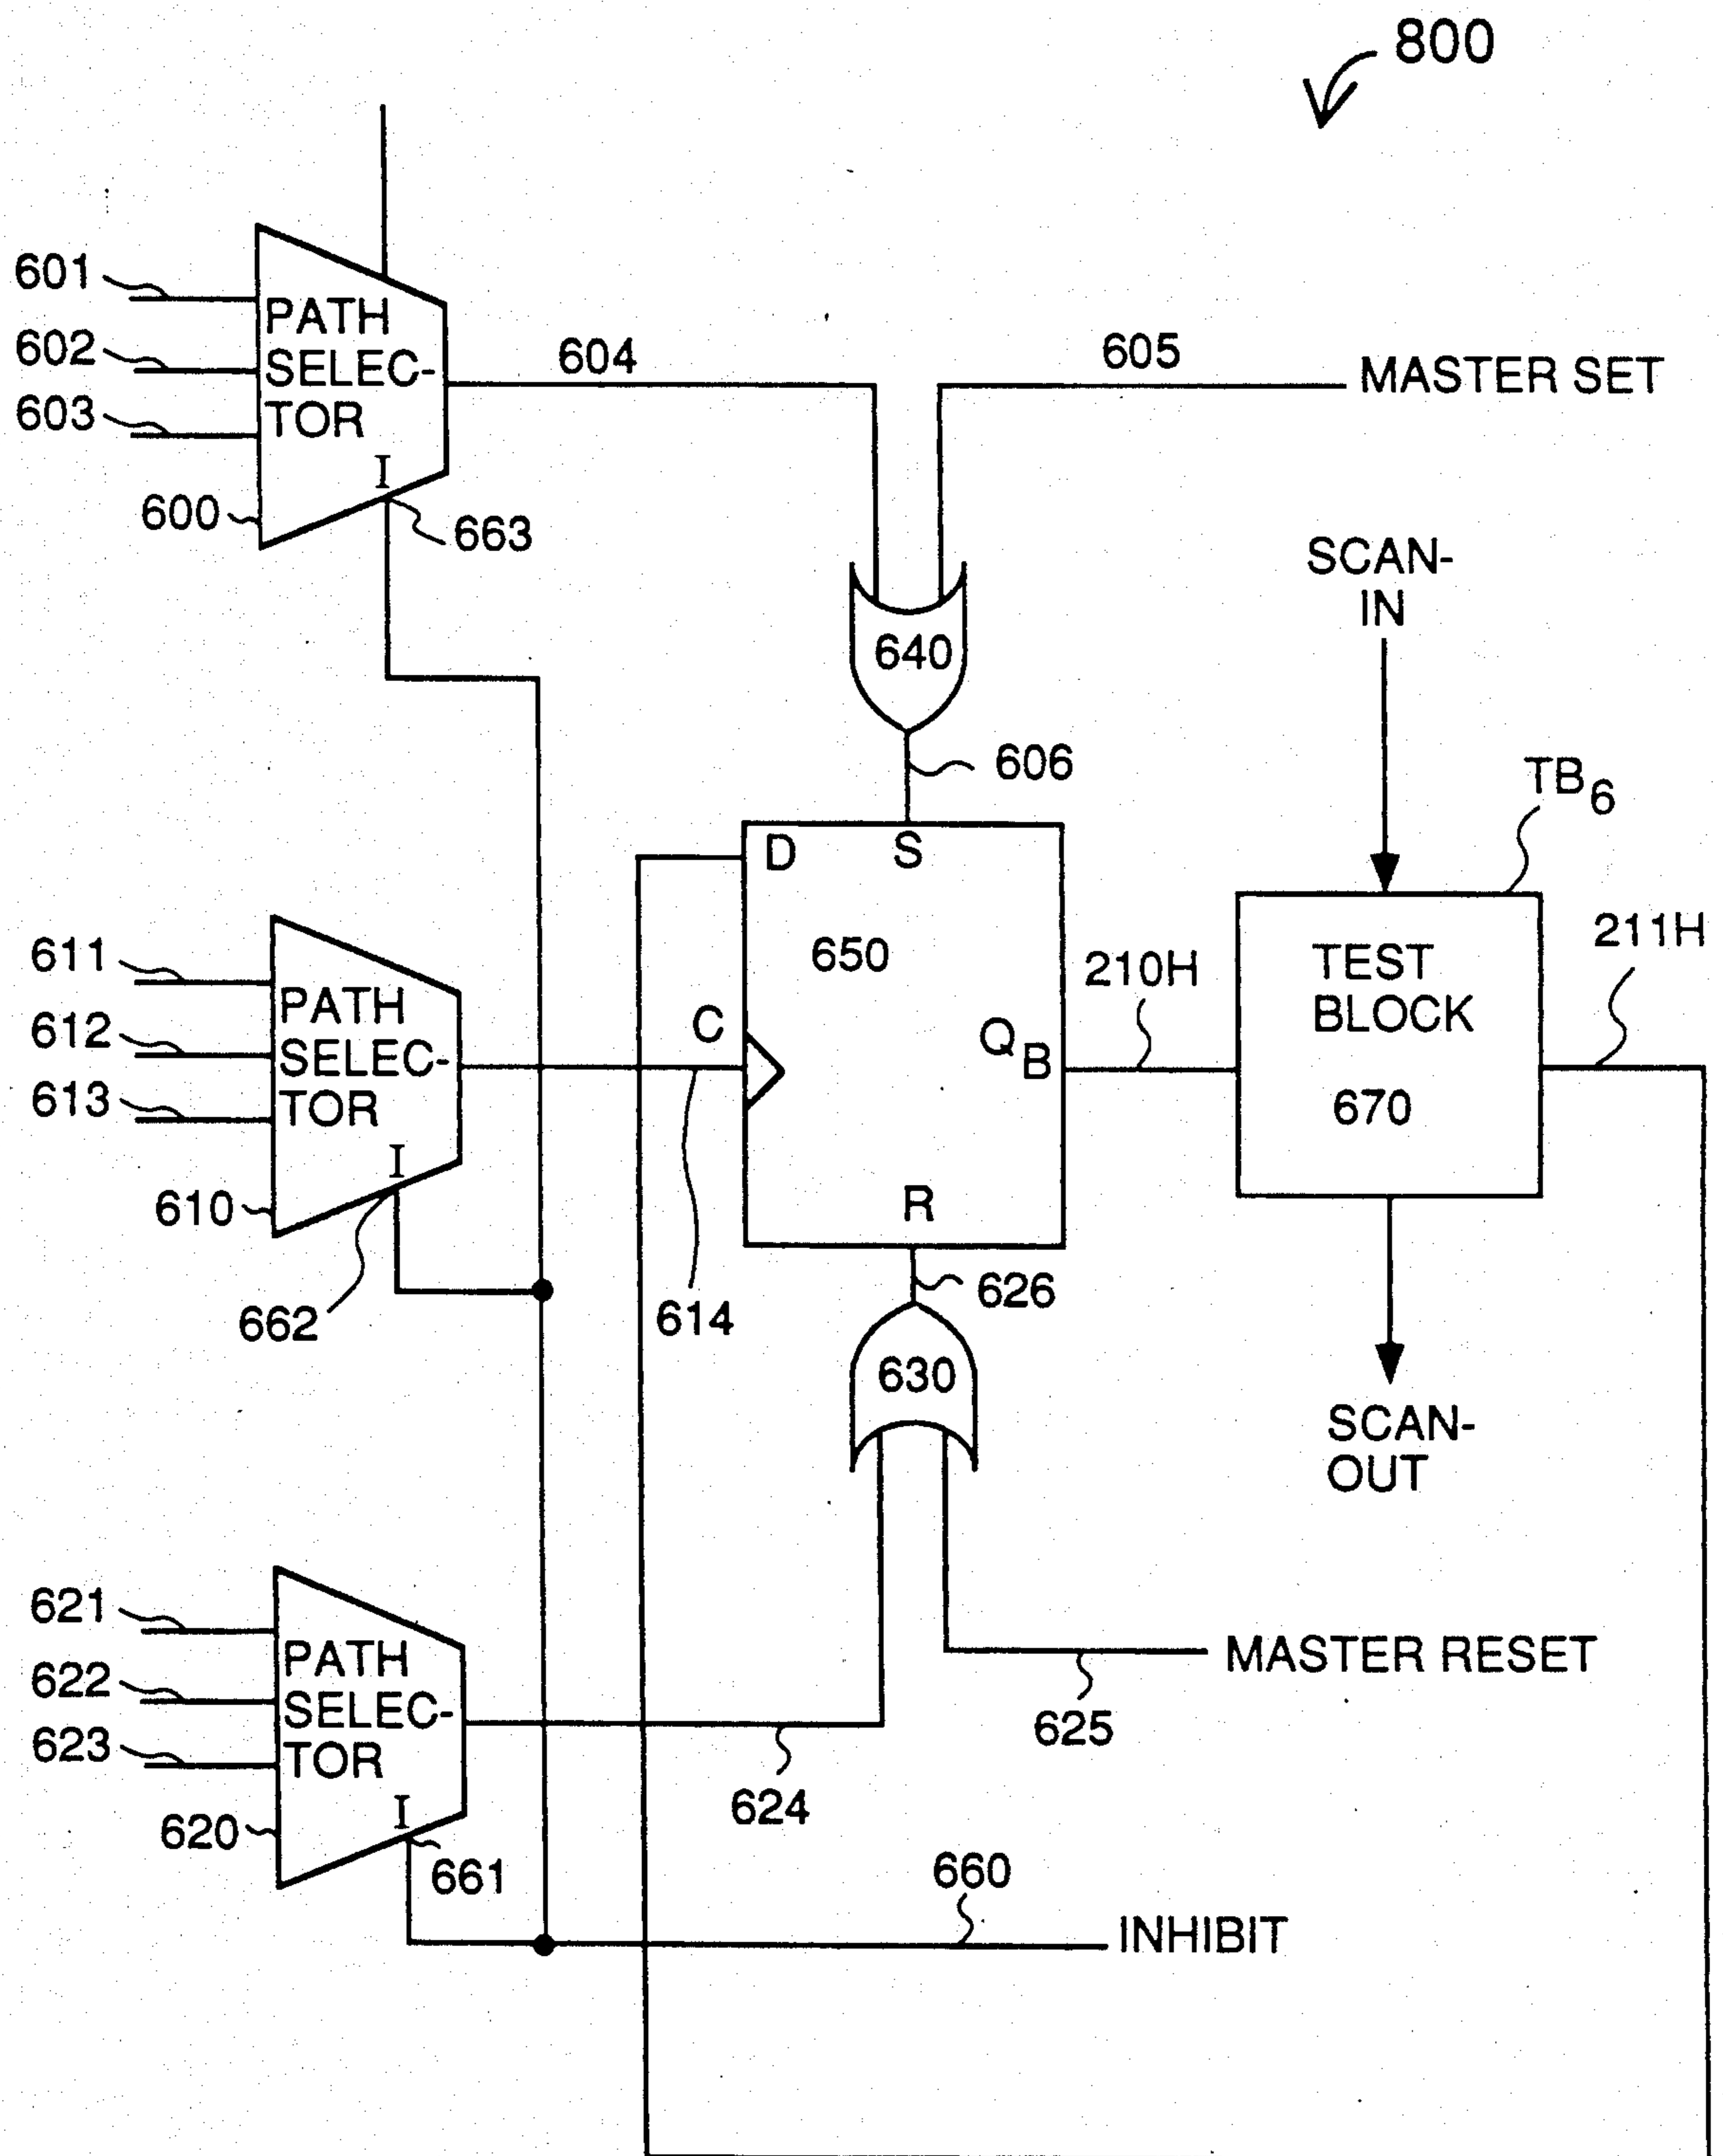 800
601
602
603
PATH
SELEC-
TOR
I
600
663
604
605
MASTER SET
640
606
SCAN-
IN
TB6
D
S
650
C
QB
R
210H
TEST
BLOCK
670
211H
611
612
613
PATH
SELEC-
TOR
I
610
662
614
626
630
SCAN-
OUT
621
622
623
PATH
SELEC-
TOR
I
620
661
624
625
MASTER RESET
660
INHIBIT